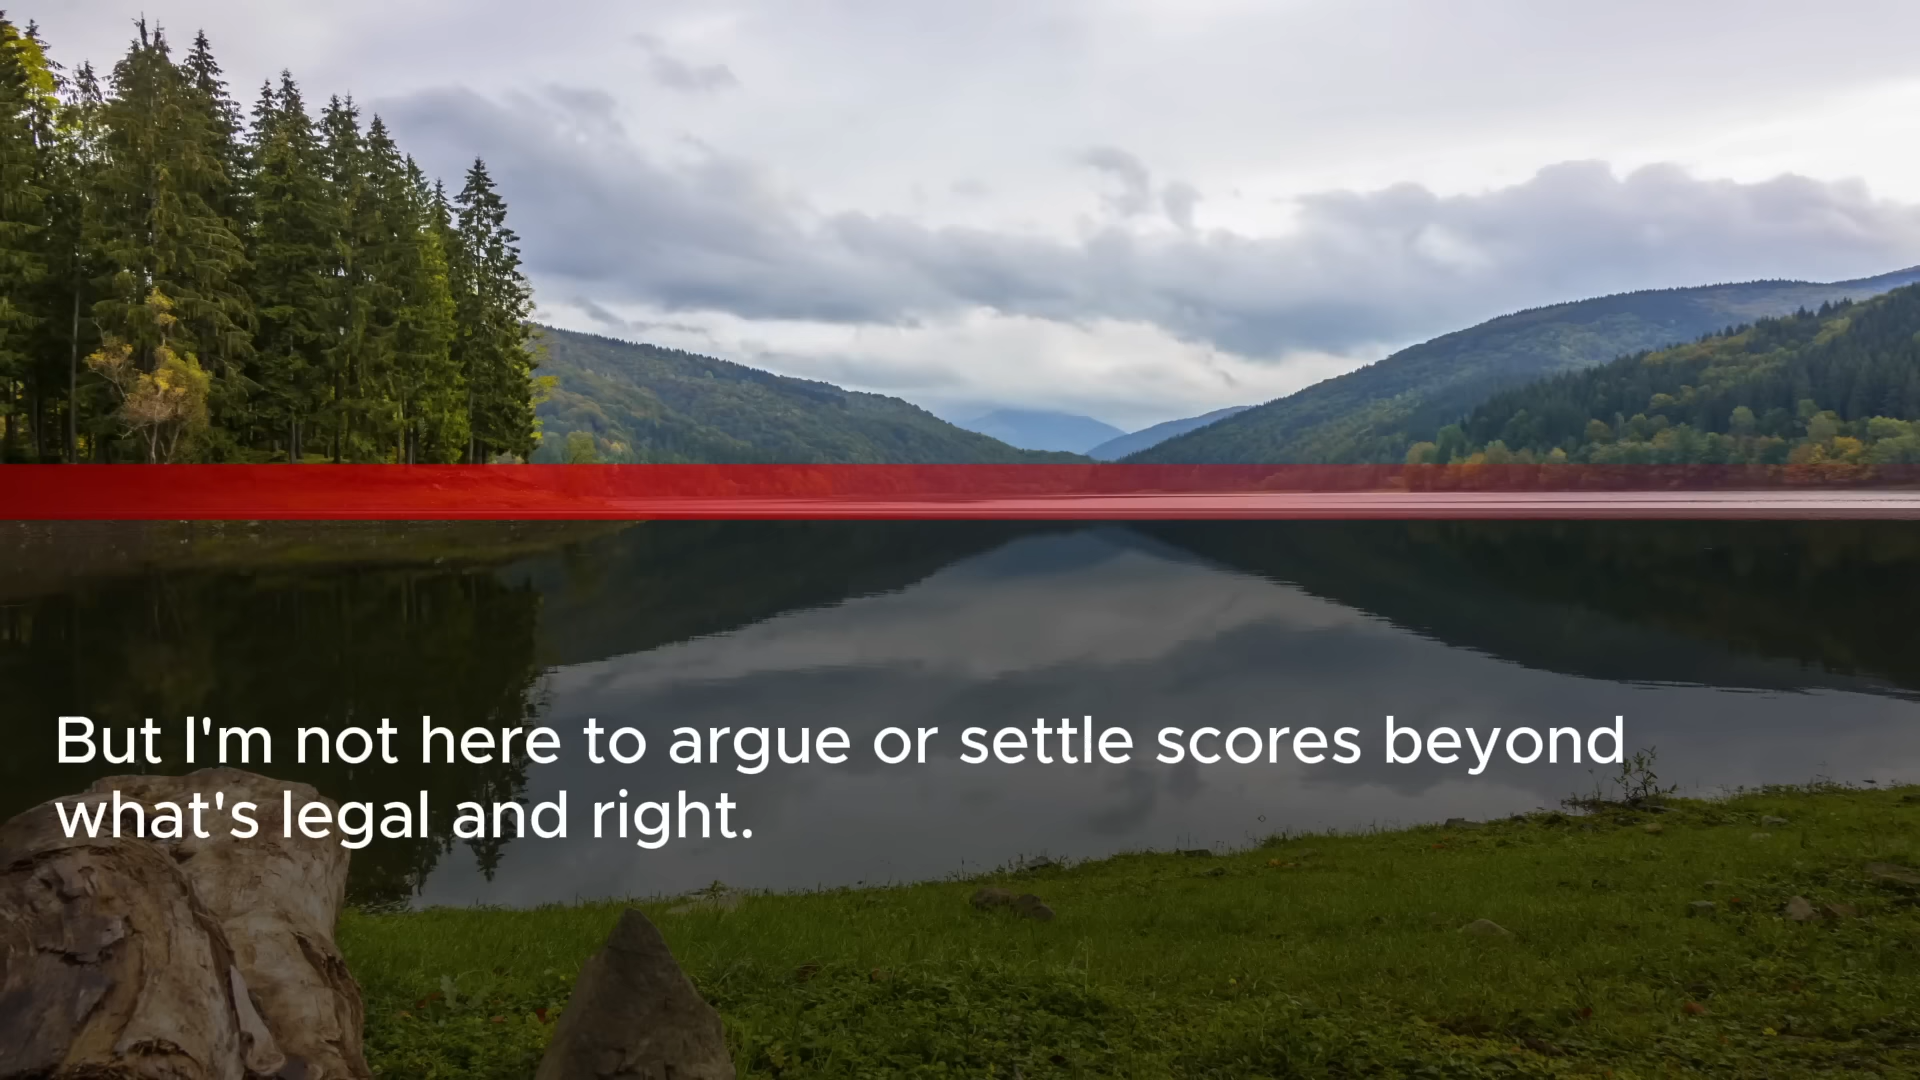 But I'm not here to argue or settle scores beyond
what's legal and right.